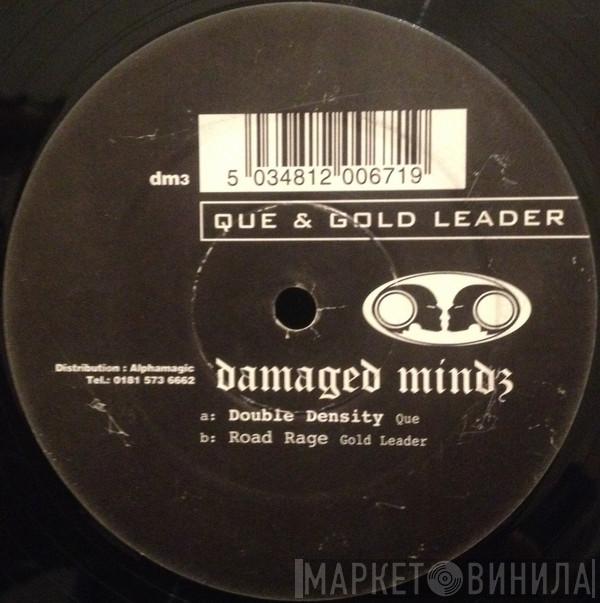 dm3
5 034812 006719
QUE & GOLD LEADER
Distribution : Alphamagic
Tel.: 0181 573 6662
damaged mindz
a: Double Density Que
b: Road Rage Gold Leader
МАРКЕТ ВИНИЛА